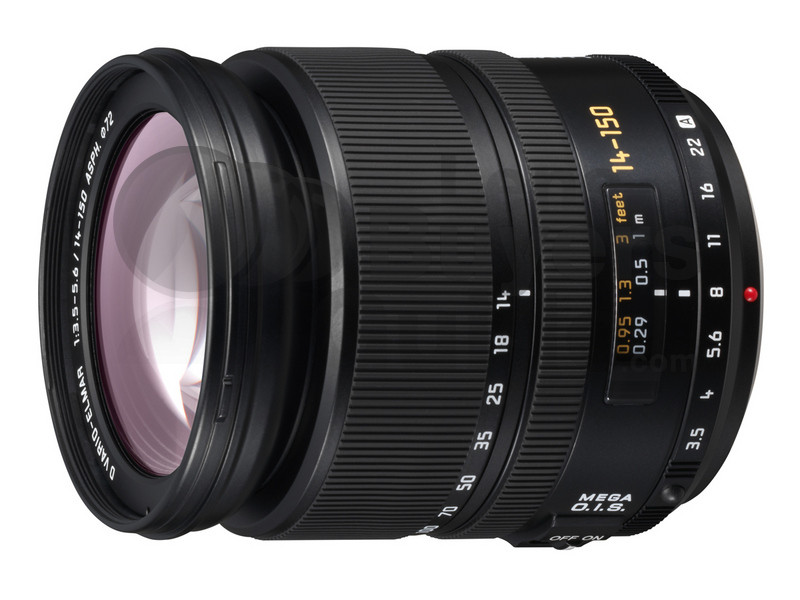 D VARIO-ELMAR 1:3.5-5.6 / 14-150 ASPH. Φ72
14 18 25 35 50 70
14-150
0.95 1.3 3 feet
0.29 0.5 1 m
3.5 4 5.6 8 11 16 22 A
MEGA
O.I.S.
OFF ON
.com